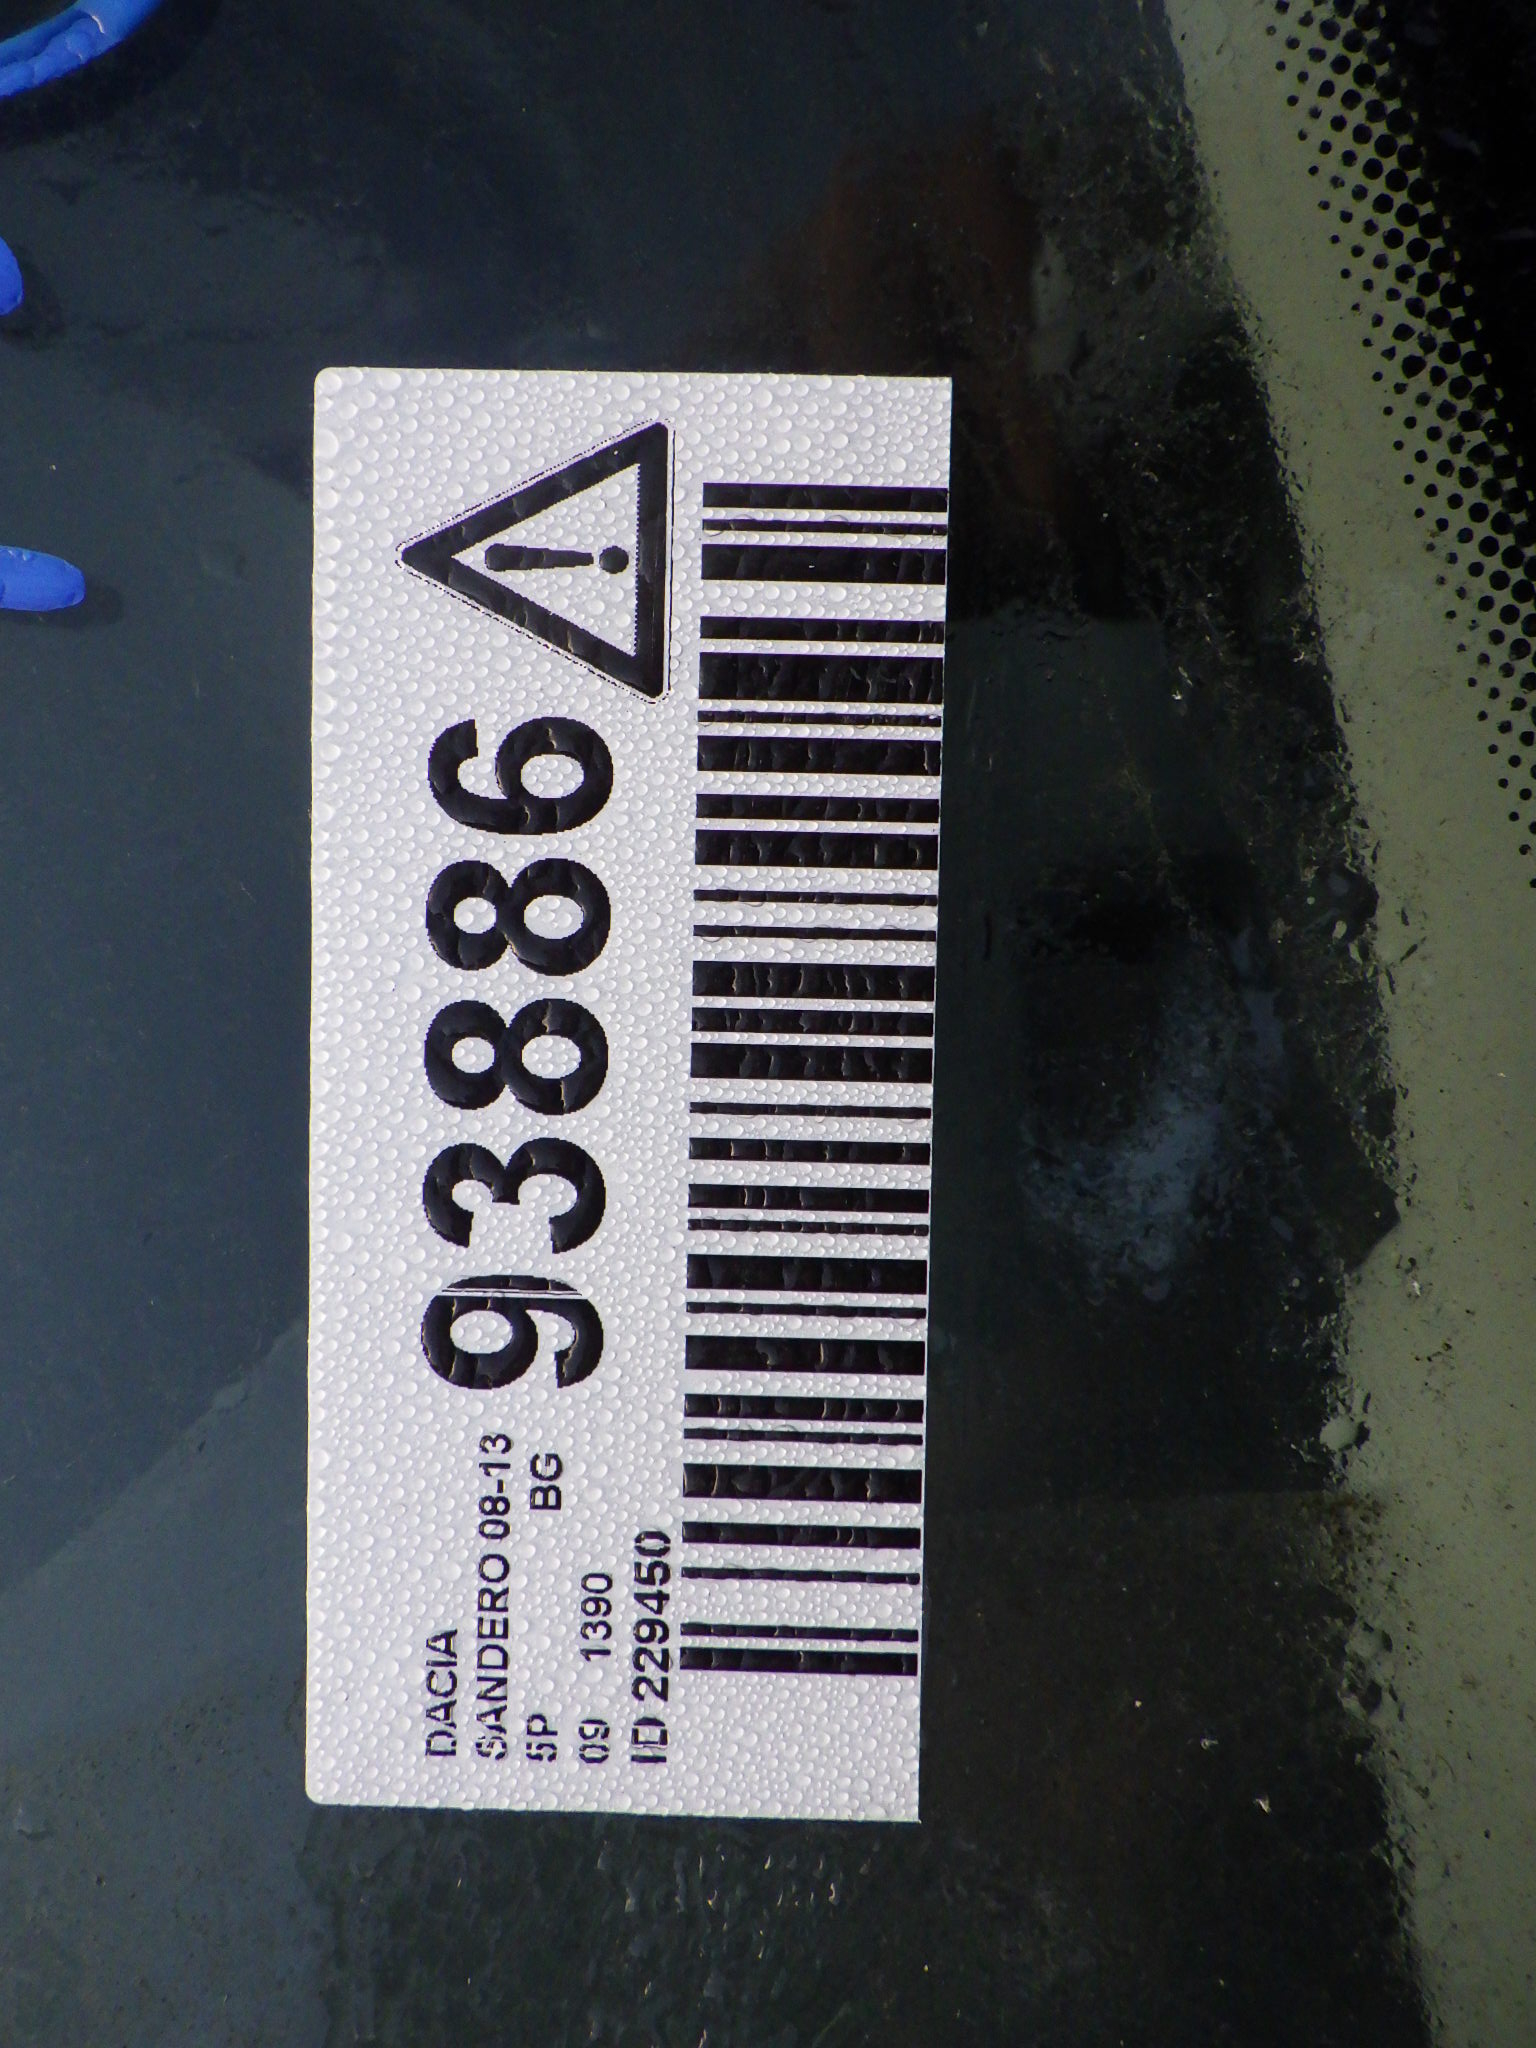 DACIA
SANDERO 08-13
5P BG
09 1390
ID 229450
93886